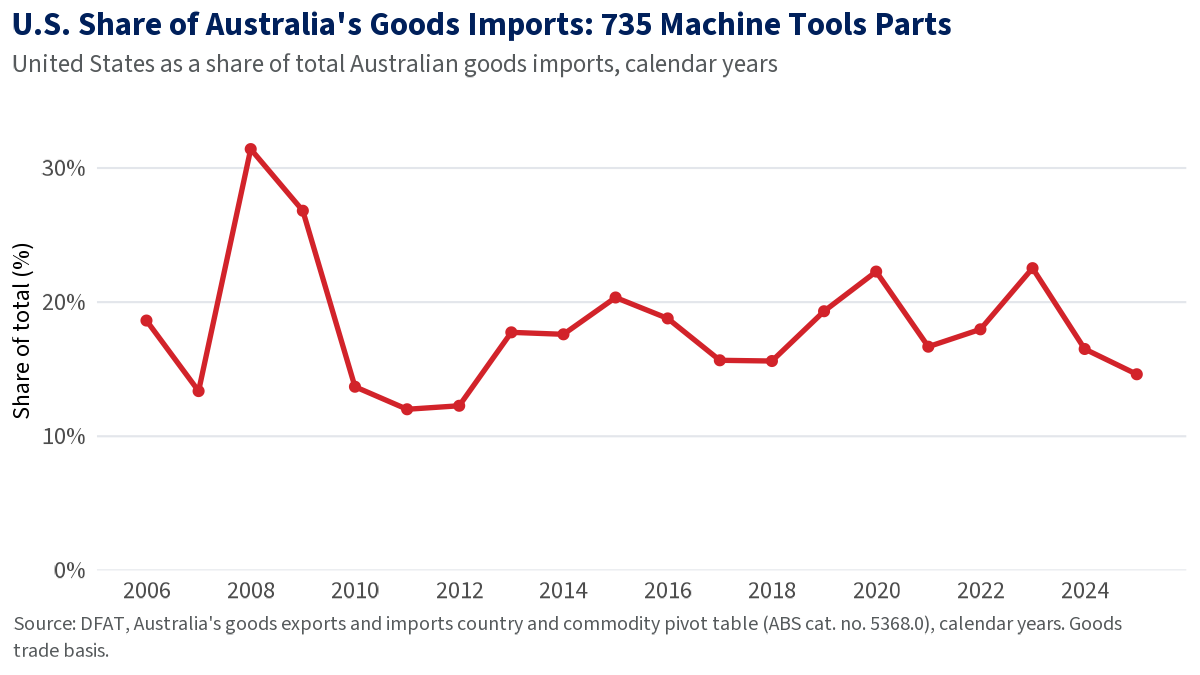 U.S. Share of Australia's Goods Imports: 735 Machine Tools Parts
United States as a share of total Australian goods imports, calendar years
Share of total (%)
30%
20%
10%
0%
2006 2008 2010 2012 2014 2016 2018 2020 2022 2024
Source: DFAT, Australia's goods exports and imports country and commodity pivot table (ABS cat. no. 5368.0), calendar years. Goods
trade basis.